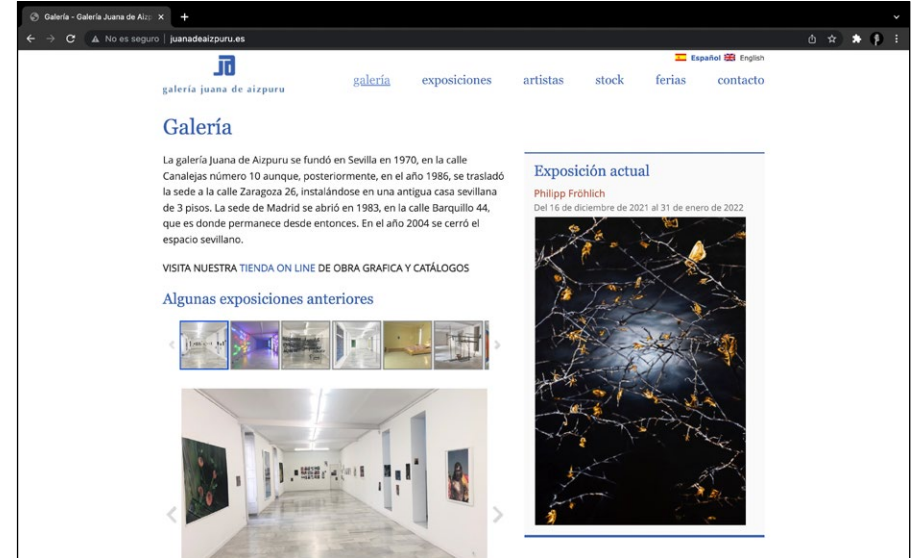 Galería - Galería Juana de Aizp
No es seguro | juanadeaizpuru.es
Español English
galería juana de aizpuru
galería exposiciones artistas stock ferias contacto
Galería
La galería Juana de Aizpuru se fundó en Sevilla en 1970, en la calle
Canalejas número 10 aunque, posteriormente, en el año 1986, se trasladó
la sede a la calle Zaragoza 26, instalándose en una antigua casa sevillana
de 3 pisos. La sede de Madrid se abrió en 1983, en la calle Barquillo 44,
que es donde permanece desde entonces. En el año 2004 se cerró el
espacio sevillano.
VISITA NUESTRA TIENDA ON LINE DE OBRA GRAFICA Y CATÁLOGOS
Algunas exposiciones anteriores
Exposición actual
Philipp Fröhlich
Del 16 de diciembre de 2021 al 31 de enero de 2022